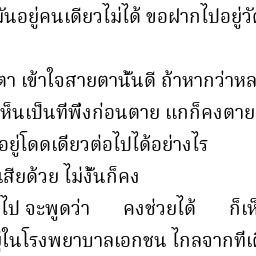 ฉันอยู่คนเดียวไม่ได้ ขอฝากไปอยู่วั
ตา เข้าใจสายตานั้นดี ถ้าหากว่าหล
เห็นเป็นที่พึ่งก่อนตาย แกก็คงตาย
อยู่โดดเดี่ยวต่อไปได้อย่างไร
เสียด้วย ไม่งั้นก็คง
ไป จะพูดว่า คงช่วยได้ ก็เห็
ในโรงพยาบาลเอกชน ไกลจากที่เดิ